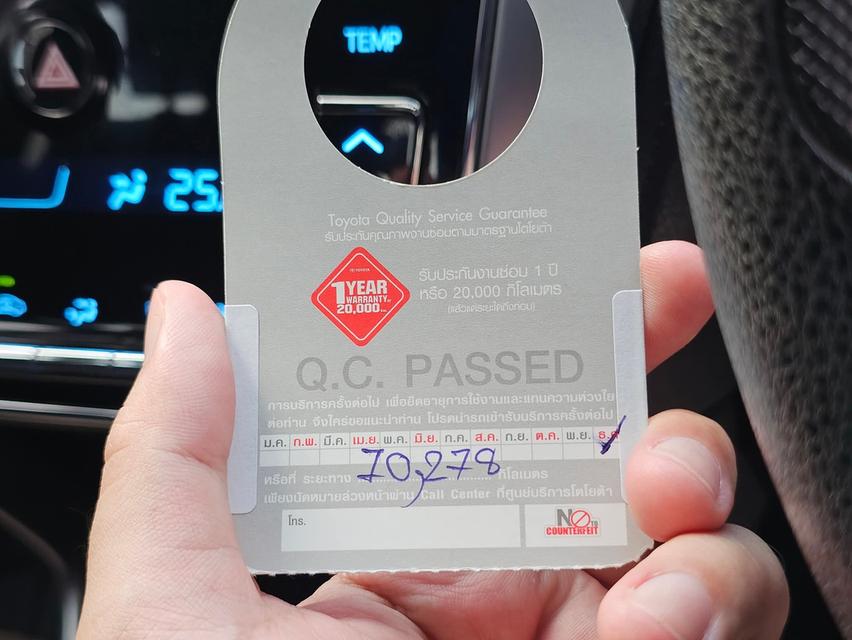 TEMP
25
Toyota Quality Service Guarantee
รับประกันคุณภาพงานซ่อมตามมาตรฐานโตโยต้า
TOYOTA
1 YEAR
WARRANTY
20,000
รับประกันงานซ่อม 1 ปี
หรือ 20,000 กิโลเมตร
(แล้วแต่ระยะใดถึงก่อน)
Q.C. PASSED
การบริการครั้งต่อไป เพื่อยืดอายุการใช้งานและแทนความห่วงใย
ต่อท่าน จึงใคร่ขอแนะนำท่าน โปรดนำรถเข้ารับบริการครั้งต่อไป
ม.ค. ก.พ. มี.ค. เม.ย. พ.ค. มิ.ย. ก.ค. ส.ค. ก.ย. ต.ค. พ.ย. ธ.ค
70,278
หรือที่ ระยะทาง กิโลเมตร
เพียงนัดหมายล่วงหน้าผ่าน Call Center ที่ศูนย์บริการโตโยต้า
โทร.
NO TO
COUNTERFEIT